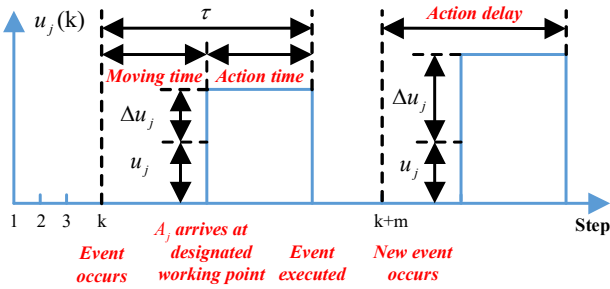 u_j(k)
τ
Action delay
Moving time
Action time
Δu_j
Δu_j
u_j
u_j
1
2
3
k
k+m
Step
Event
occurs
A_j arrives at
designated
working point
Event
executed
New event
occurs